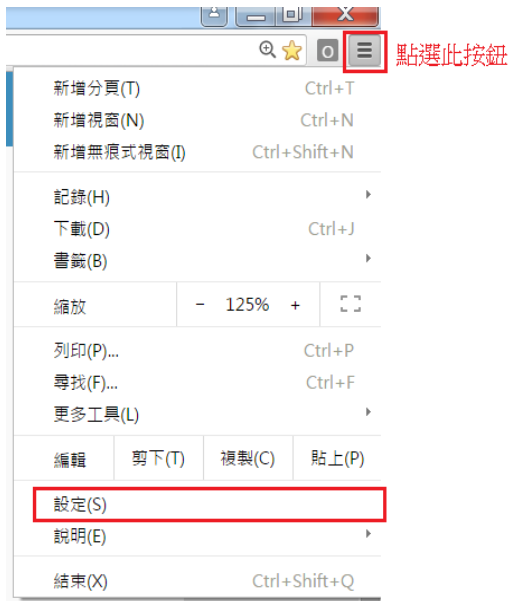 點選此按鈕
新增分頁(T) Ctrl+T
新增視窗(N) Ctrl+N
新增無痕式視窗(I) Ctrl+Shift+N
記錄(H)
下載(D) Ctrl+J
書籤(B)
縮放 - 125% +
列印(P)... Ctrl+P
尋找(F)... Ctrl+F
更多工具(L)
編輯 剪下(T) 複製(C) 貼上(P)
設定(S)
說明(E)
結束(X) Ctrl+Shift+Q